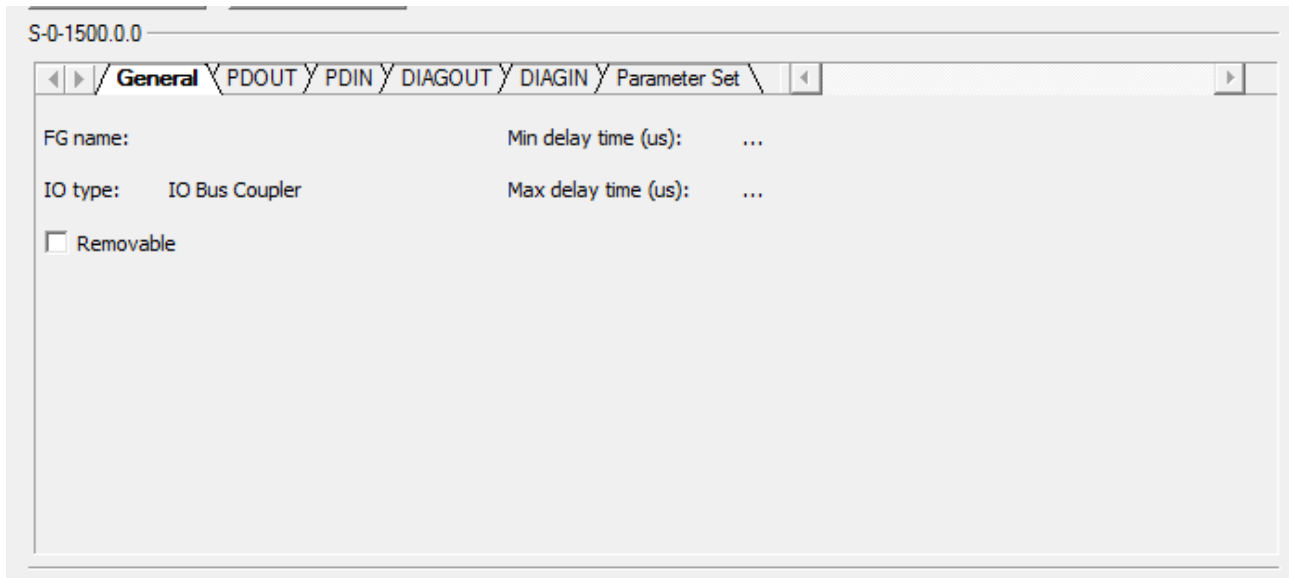 S-0-1500.0.0
General PDOUT PDIN DIAGOUT DIAGIN Parameter Set
FG name: Min delay time (us): ...
IO type: IO Bus Coupler Max delay time (us): ...
Removable